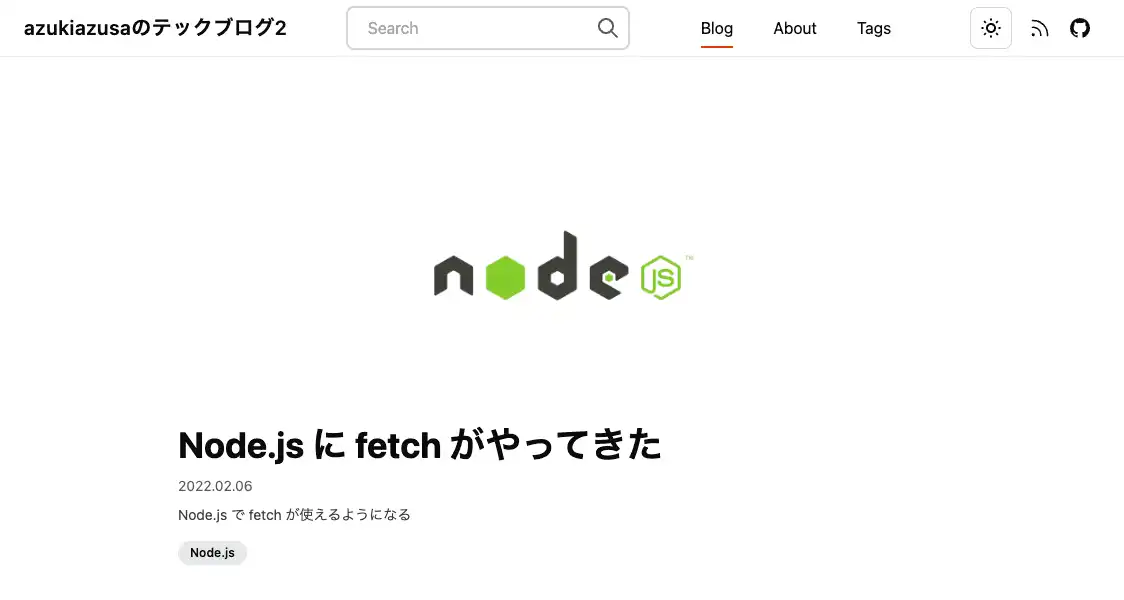 azukiazusaのテックブログ2
Search
Blog
About
Tags
node JS ™
Node.js に fetch がやってきた
2022.02.06
Node.js で fetch が使えるようになる
Node.js